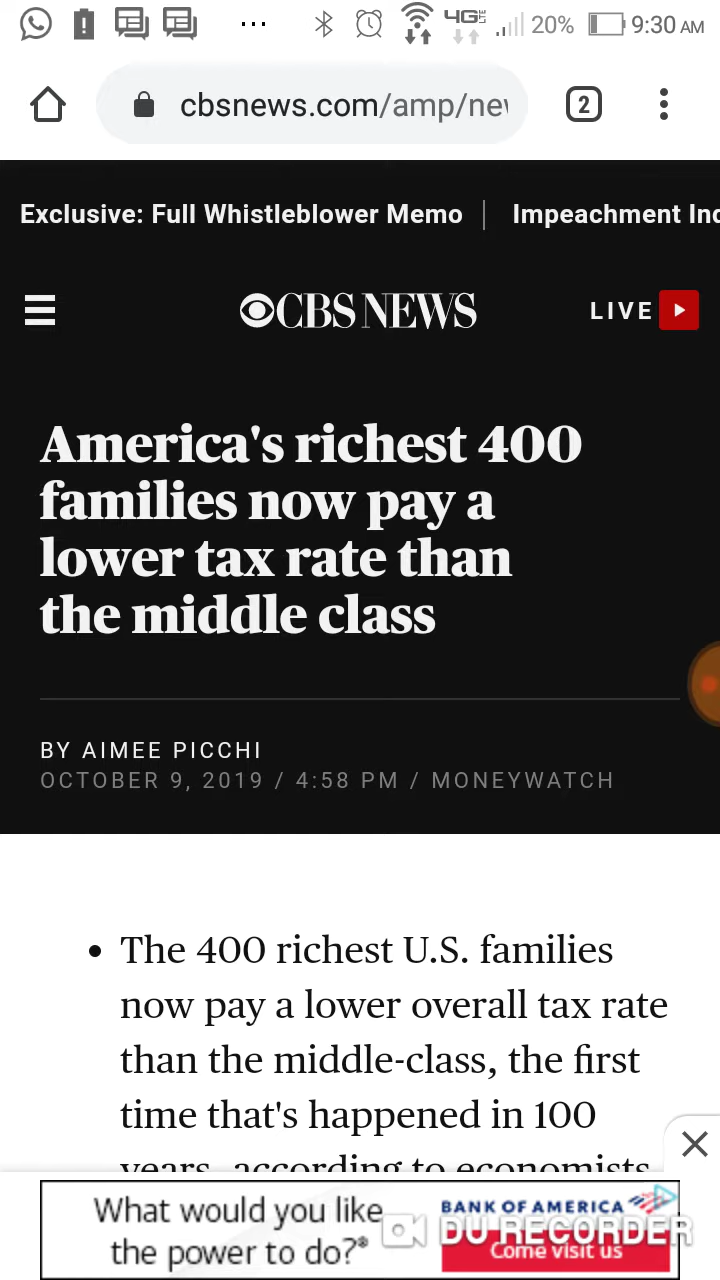 4G LTE 20% 9:30 AM
cbsnews.com/amp/nev 2
Exclusive: Full Whistleblower Memo | Impeachment Inq
CBS NEWS LIVE
America's richest 400
families now pay a
lower tax rate than
the middle class
BY AIMEE PICCHI
OCTOBER 9, 2019 / 4:58 PM / MONEYWATCH
• The 400 richest U.S. families
now pay a lower overall tax rate
than the middle-class, the first
time that's happened in 100
years, according to economists
What would you like
the power to do?®
BANK OF AMERICA
DU RECORDER
Come visit us